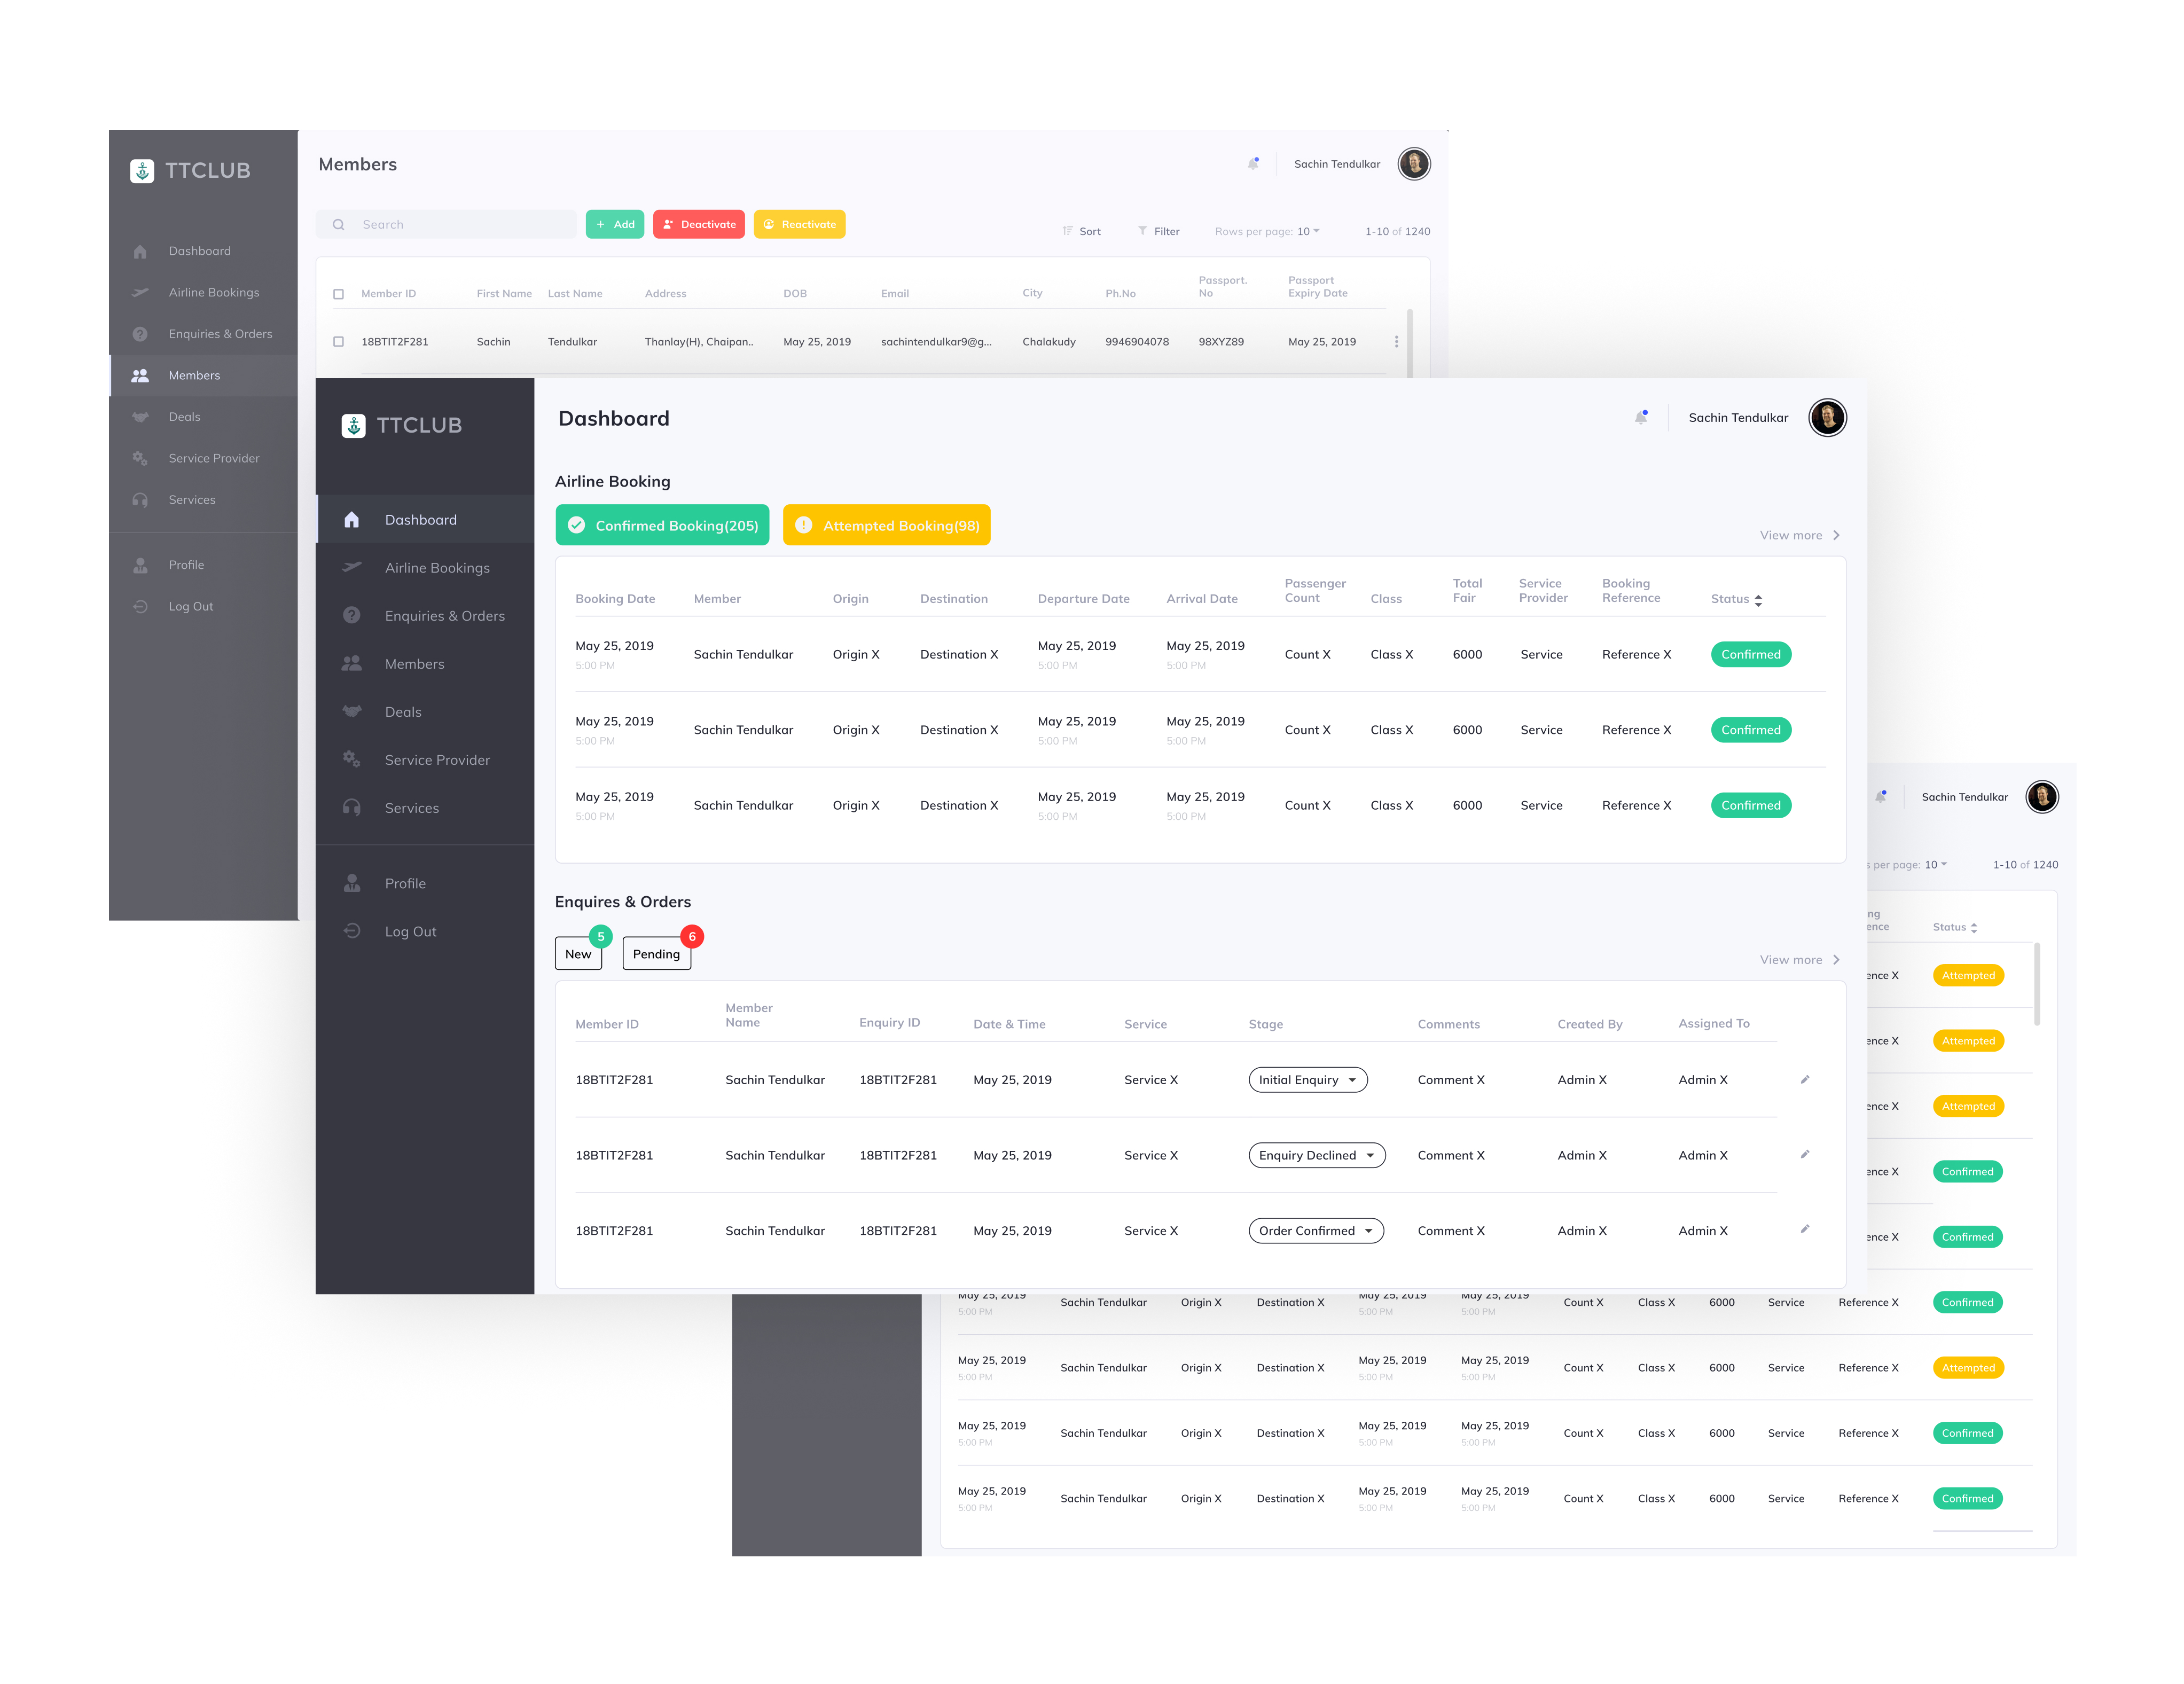 TTCLUB
Dashboard
Airline Bookings
Enquiries & Orders
Members
Deals
Service Provider
Services
Profile
Log Out
Members
Sachin Tendulkar
Search
+ Add
Deactivate
Reactivate
Sort
Filter
Rows per page: 10
1-10 of 1240
Member ID First Name Last Name Address DOB Email City Ph.No Passport. No Passport Expiry Date
18BTIT2F281 Sachin Tendulkar Thanlay(H), Chaipan.. May 25, 2019 sachintendulkar9@g... Chalakudy 9946904078 98XYZ89 May 25, 2019
TTCLUB
Dashboard
Airline Bookings
Enquiries & Orders
Members
Deals
Service Provider
Services
Profile
Log Out
Dashboard
Sachin Tendulkar
Airline Booking
Confirmed Booking(205)
Attempted Booking(98)
View more
Booking Date Member Origin Destination Departure Date Arrival Date Passenger Count Class Total Fair Service Provider Booking Reference Status
May 25, 2019 Sachin Tendulkar Origin X Destination X May 25, 2019 May 25, 2019 Count X Class X 6000 Service Reference X Confirmed
5:00 PM 5:00 PM 5:00 PM
May 25, 2019 Sachin Tendulkar Origin X Destination X May 25, 2019 May 25, 2019 Count X Class X 6000 Service Reference X Confirmed
5:00 PM 5:00 PM 5:00 PM
May 25, 2019 Sachin Tendulkar Origin X Destination X May 25, 2019 May 25, 2019 Count X Class X 6000 Service Reference X Confirmed
5:00 PM 5:00 PM 5:00 PM
Enquires & Orders
New 5
Pending 6
View more
Member ID Member Name Enquiry ID Date & Time Service Stage Comments Created By Assigned To
18BTIT2F281 Sachin Tendulkar 18BTIT2F281 May 25, 2019 Service X Initial Enquiry Comment X Admin X Admin X
18BTIT2F281 Sachin Tendulkar 18BTIT2F281 May 25, 2019 Service X Enquiry Declined Comment X Admin X Admin X
18BTIT2F281 Sachin Tendulkar 18BTIT2F281 May 25, 2019 Service X Order Confirmed Comment X Admin X Admin X
Sachin Tendulkar
per page: 10
1-10 of 1240
Status
X Attempted
X Attempted
X Attempted
X Confirmed
X Confirmed
May 25, 2019 Sachin Tendulkar Origin X Destination X May 25, 2019 May 25, 2019 Count X Class X 6000 Service Reference X Confirmed
5:00 PM 5:00 PM 5:00 PM
May 25, 2019 Sachin Tendulkar Origin X Destination X May 25, 2019 May 25, 2019 Count X Class X 6000 Service Reference X Attempted
5:00 PM 5:00 PM 5:00 PM
May 25, 2019 Sachin Tendulkar Origin X Destination X May 25, 2019 May 25, 2019 Count X Class X 6000 Service Reference X Confirmed
5:00 PM 5:00 PM 5:00 PM
May 25, 2019 Sachin Tendulkar Origin X Destination X May 25, 2019 May 25, 2019 Count X Class X 6000 Service Reference X Confirmed
5:00 PM 5:00 PM 5:00 PM